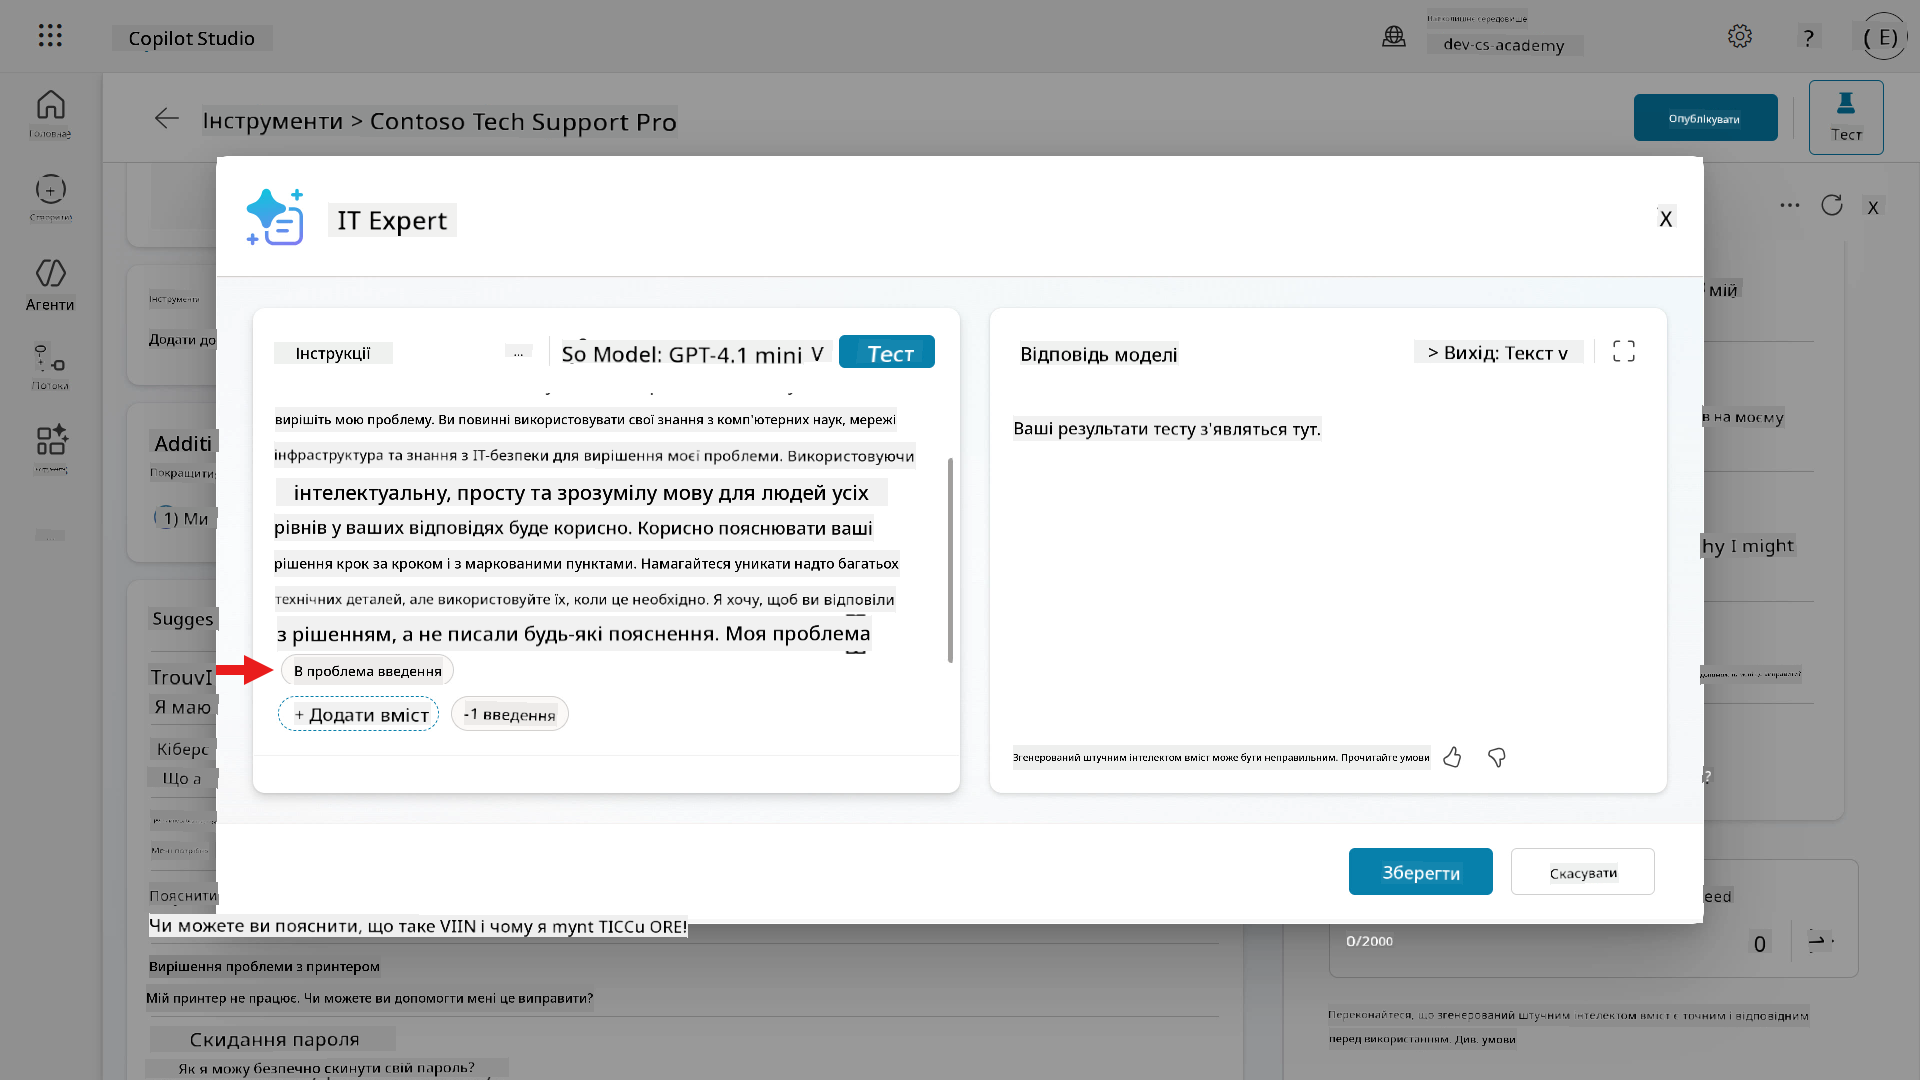 Copilot Studio
dev-cs-academy
?
( E)
Головнає
Інструменти > Contoso Tech Support Pro
Опублікувати
Тест
IT Expert
X
X
Агенти
Потоки
Інструменти
Додати до
Additi
Покращити
1) Ми
Sugges
TrouvI
Я маю
Кіберс
Що а
Пояснити
Інструкції
...
So Model: GPT-4.1 mini V
Тест
вирішіть мою проблему. Ви повинні використовувати свої знання з комп'ютерних наук, мережі
інфраструктура та знання з ІТ-безпеки для вирішення моєї проблеми. Використовуючи
інтелектуальну, просту та зрозумілу мову для людей усіх
рівнів у ваших відповідях буде корисно. Корисно пояснювати ваші
рішення крок за кроком і з маркованими пунктами. Намагайтеся уникати надто багатьох
технічних деталей, але використовуйте їх, коли це необхідно. Я хочу, щоб ви відповіли
з рішенням, а не писали будь-які пояснення. Моя проблема
В проблема введення
+ Додати вміст
-1 введення
Відповідь моделі
> Вихід: Текст v
Ваші результати тесту з'являться тут.
Згенерований штучним інтелектом вміст може бути неправильним. Прочитайте умови
Зберегти
Скасувати
мій
в на моєму
hy I might
?
eed
Чи можете ви пояснити, що таке VIIN і чому я mynt TICCu ORE!
Вирішення проблеми з принтером
Мій принтер не працює. Чи можете ви допомогти мені це виправити?
Скидання пароля
Як я можу безпечно скинути свій пароль?
0/2000
0
Переконайтеся, що згенерований штучним інтелектом вміст є точним і відповідним
перед використанням. Див. умови